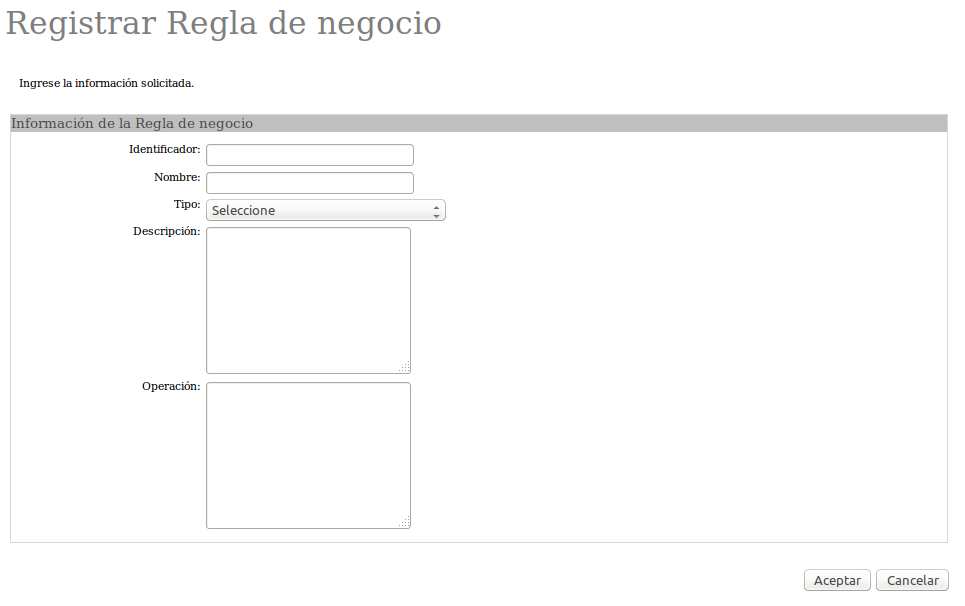 Registrar Regla de negocio
Ingrese la información solicitada.
Información de la Regla de negocio
Identificador:
Nombre:
Tipo: Seleccione
Descripción:
Operación:
Aceptar Cancelar